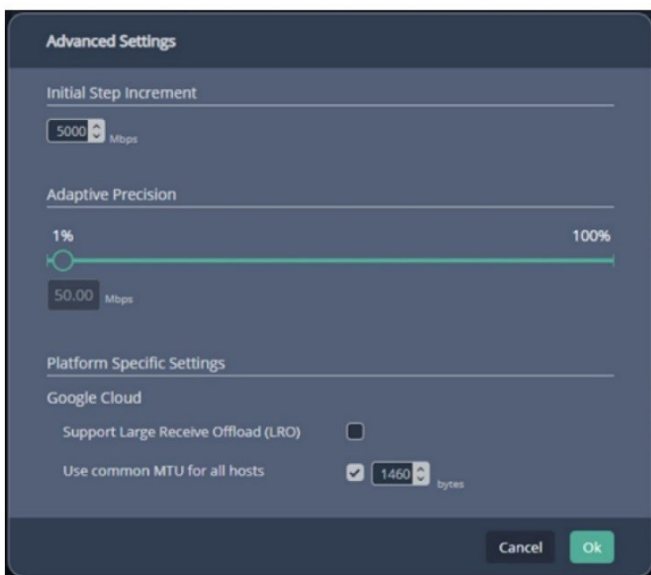 Advanced Settings
Initial Step Increment
5000 Mbps
Adaptive Precision
1% 100%
50.00 Mbps
Platform Specific Settings
Google Cloud
Support Large Receive Offload (LRO)
Use common MTU for all hosts 1460 bytes
Cancel Ok